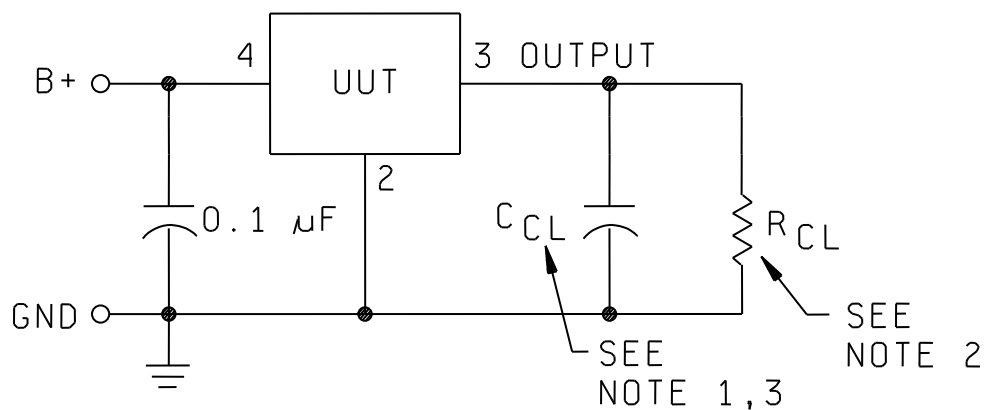 4
3 OUTPUT
B+
UUT
2
0.1 µF
C CL
R CL
GND
SEE
NOTE 2
SEE
NOTE 1,3